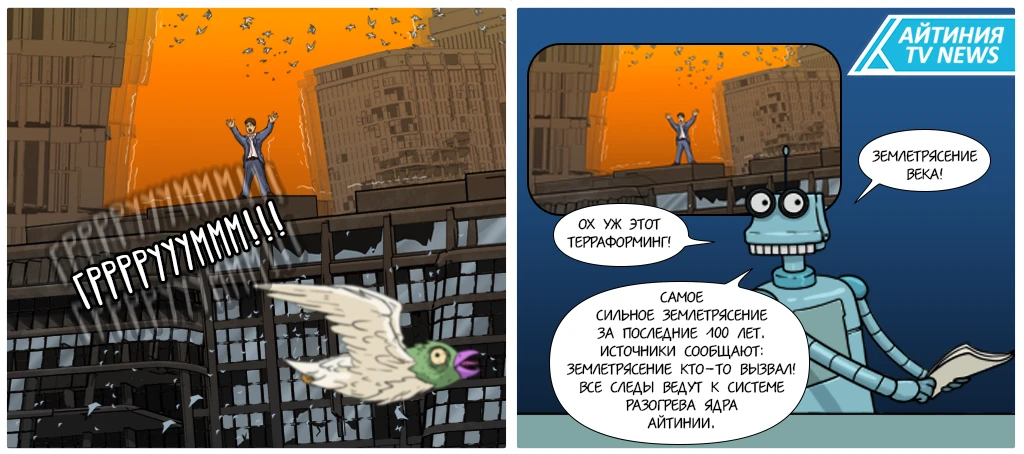 ГРРРРУУУМММ!!!
АЙТИНИЯ
TV NEWS
ЗЕМЛЕТРЯСЕНИЕ
ВЕКА!
ОХ УЖ ЭТОТ
ТЕРРАФОРМИНГ!
САМОЕ
СИЛЬНОЕ ЗЕМЛЕТРЯСЕНИЕ
ЗА ПОСЛЕДНИЕ 100 ЛЕТ.
ИСТОЧНИКИ СООБЩАЮТ:
ЗЕМЛЕТРЯСЕНИЕ КТО-ТО ВЫЗВАЛ!
ВСЕ СЛЕДЫ ВЕДУТ К СИСТЕМЕ
РАЗОГРЕВА ЯДРА
АЙТИНИИ.